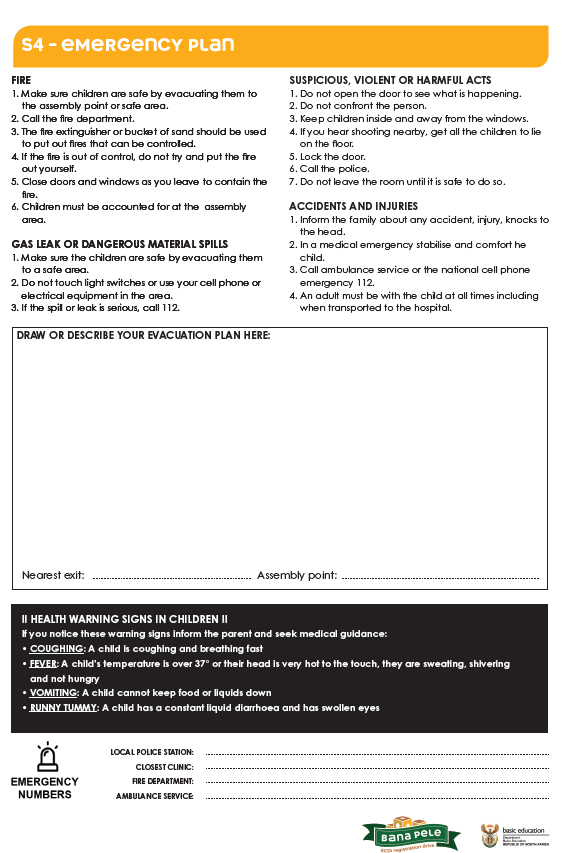 S4 - EMERGENCY PLAN
FIRE
1. Make sure children are safe by evacuating them to
the assembly point or safe area.
2. Call the fire department.
3. The fire extinguisher or bucket of sand should be used
to put out fires that can be controlled.
4. If the fire is out of control, do not try and put the fire
out yourself.
5. Close doors and windows as you leave to contain the
fire.
6. Children must be accounted for at the assembly
area.
GAS LEAK OR DANGEROUS MATERIAL SPILLS
1. Make sure the children are safe by evacuating them
to a safe area.
2. Do not touch light switches or use your cell phone or
electrical equipment in the area.
3. If the spill or leak is serious, call 112.
SUSPICIOUS, VIOLENT OR HARMFUL ACTS
1. Do not open the door to see what is happening.
2. Do not confront the person.
3. Keep children inside and away from the windows.
4. If you hear shooting nearby, get all the children to lie
on the floor.
5. Lock the door.
6. Call the police.
7. Do not leave the room until it is safe to do so.
ACCIDENTS AND INJURIES
1. Inform the family about any accident, injury, knocks to
the head.
2. In a medical emergency stabilise and comfort he
child.
3. Call ambulance service or the national cell phone
emergency 112.
4. An adult must be with the child at all times including
when transported to the hospital.
DRAW OR DESCRIBE YOUR EVACUATION PLAN HERE:
Nearest exit: ............ Assembly point: ............
!! HEALTH WARNING SIGNS IN CHILDREN !!
If you notice these warning signs inform the parent and seek medical guidance:
• COUGHING: A child is coughing and breathing fast
• FEVER: A child's temperature is over 37° or their head is very hot to the touch, they are sweating, shivering
and not hungry
• VOMITING: A child cannot keep food or liquids down
• RUNNY TUMMY: A child has a constant liquid diarrhoea and has swollen eyes
EMERGENCY
NUMBERS
LOCAL POLICE STATION: ............
CLOSEST CLINIC: ............
FIRE DEPARTMENT: ............
AMBULANCE SERVICE: ............
BANA PELE
ECD registration drive
basic education
Department:
Basic Education
REPUBLIC OF SOUTH AFRICA